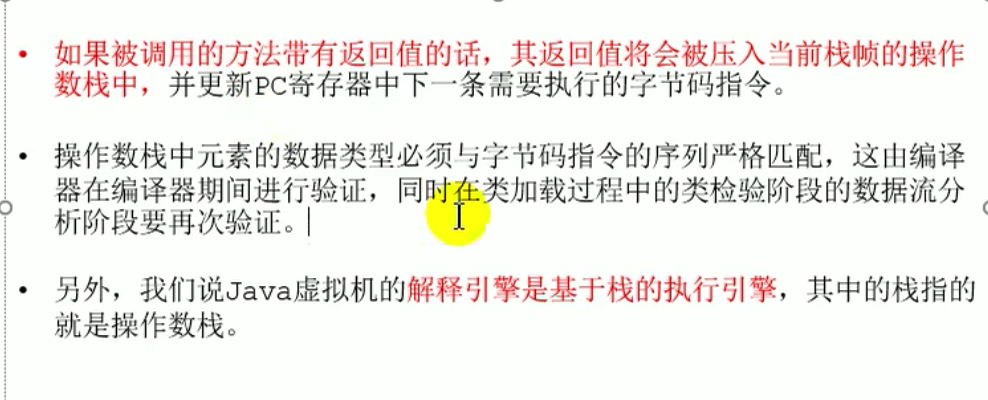 • 如果被调用的方法带有返回值的话，其返回值将会被压入当前栈帧的操作
数栈中，并更新PC寄存器中下一条需要执行的字节码指令。
• 操作数栈中元素的数据类型必须与字节码指令的序列严格匹配，这由编译
器在编译器期间进行验证，同时在类加载过程中的类检验阶段的数据流分
析阶段要再次验证。
• 另外，我们说Java虚拟机的解释引擎是基于栈的执行引擎，其中的栈指的
就是操作数栈。